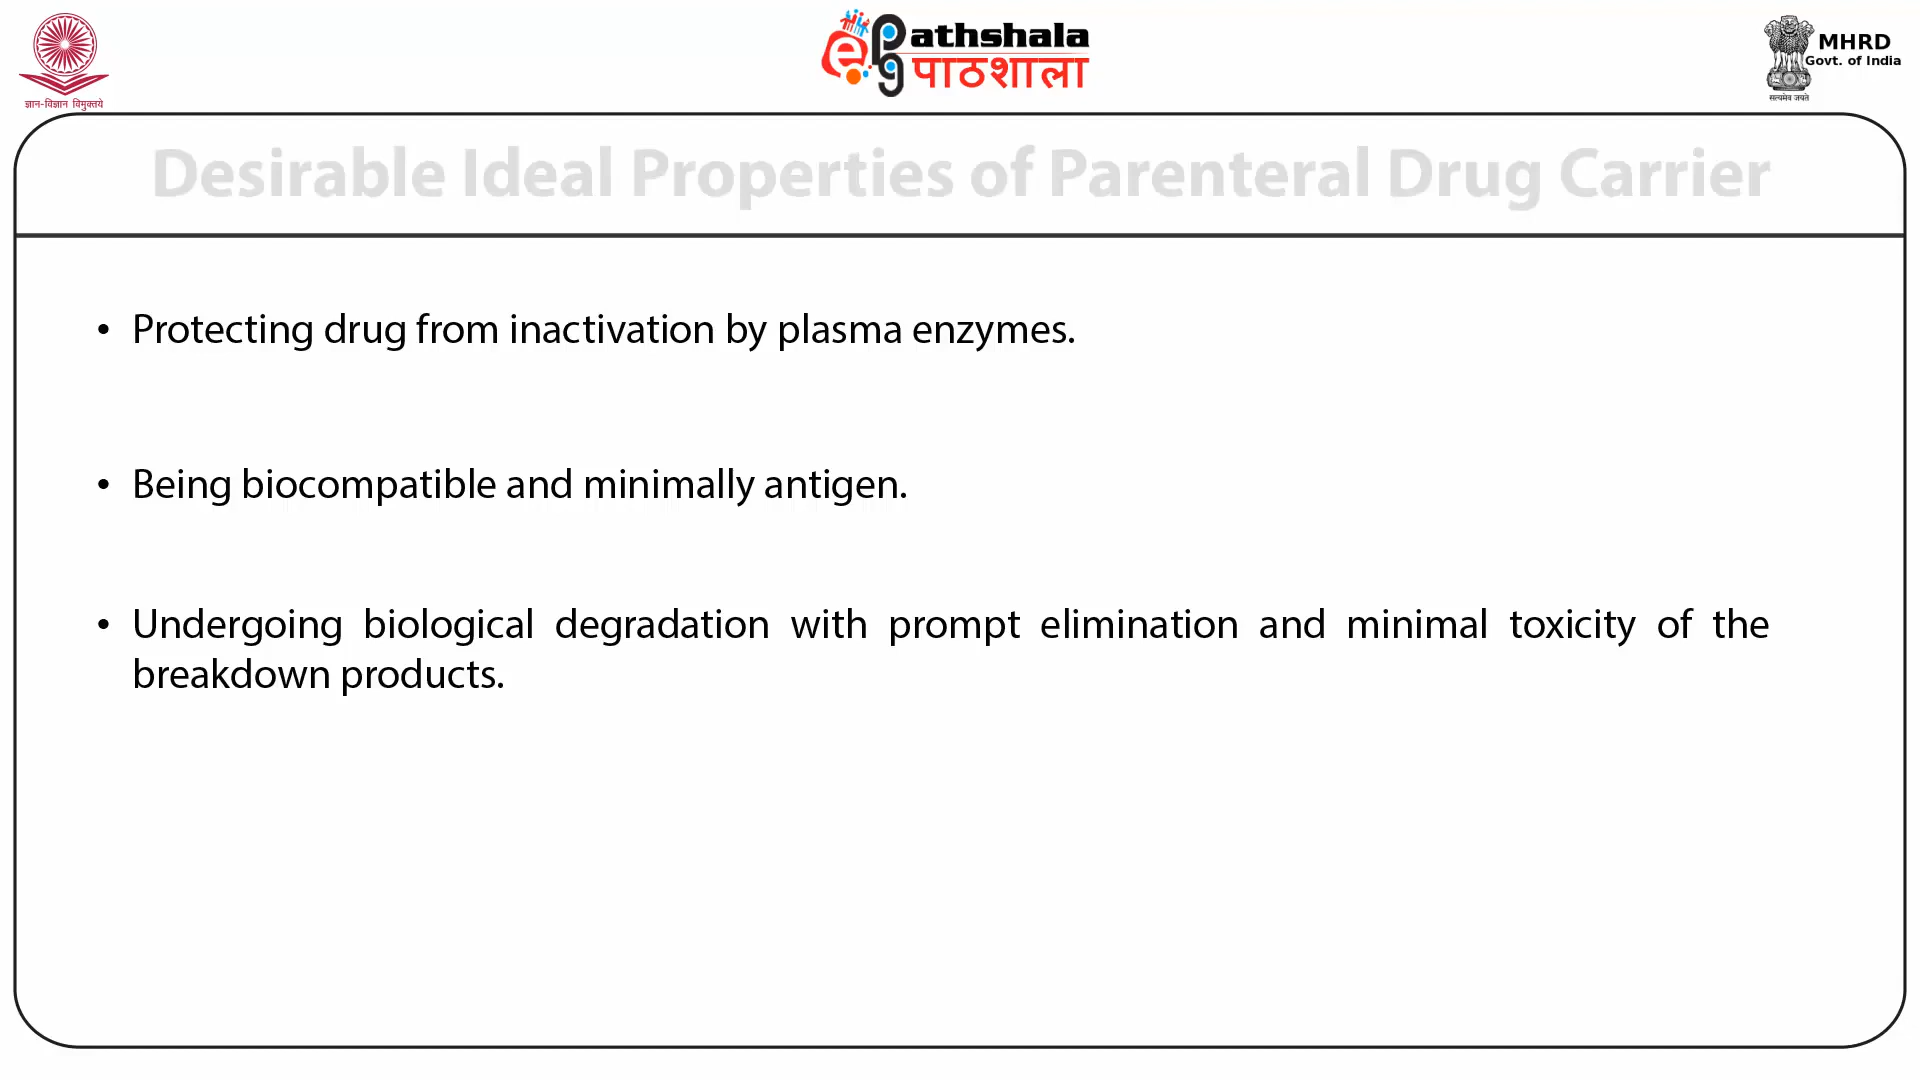 ज्ञान-विज्ञान विमुक्तये
ePathshala
पाठशाला
MHRD
Govt. of India
सत्यमेव जयते
Desirable Ideal Properties of Parenteral Drug Carrier
• Protecting drug from inactivation by plasma enzymes.
• Being biocompatible and minimally antigen.
• Undergoing biological degradation with prompt elimination and minimal toxicity of the
breakdown products.